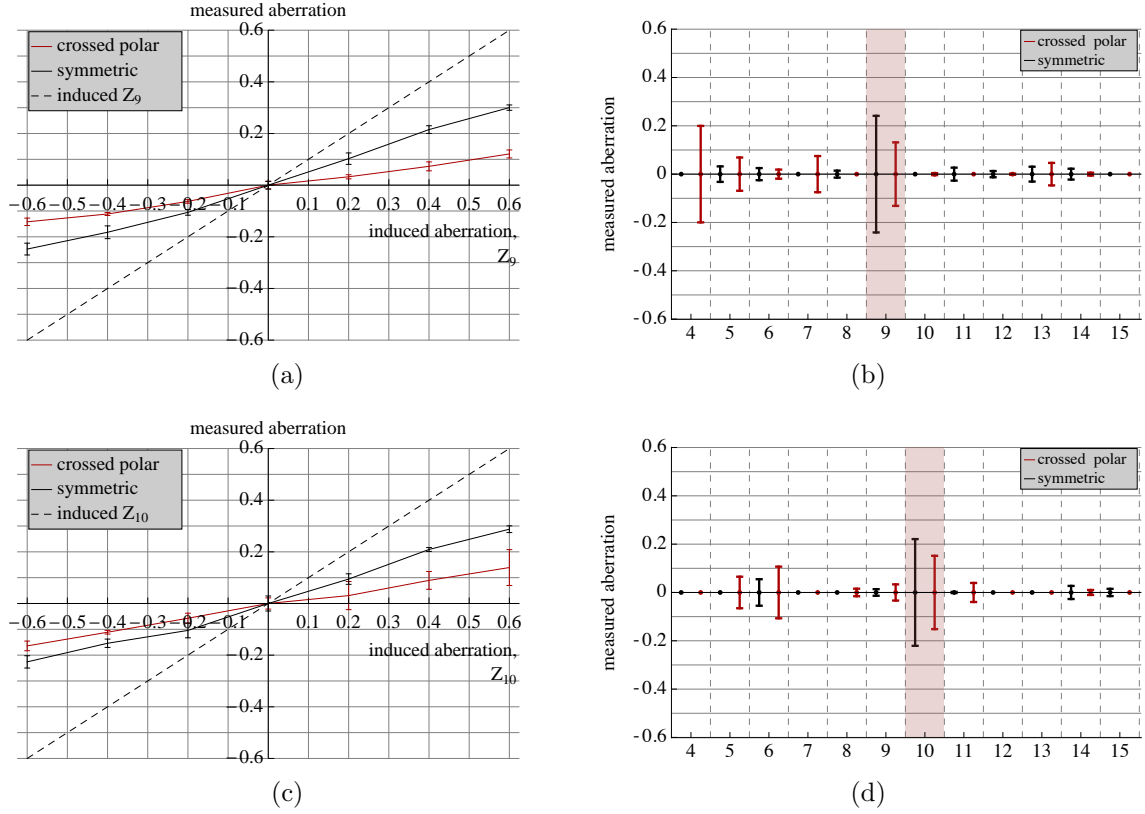 measured aberration
crossed polar
symmetric
induced Z9
0.6
0.4
0.2
−0.2
−0.4
−0.6
−0.6 −0.5 −0.4 −0.3 −0.2 −0.1 0.1 0.2 0.3 0.4 0.5 0.6
induced aberration,
Z9
(a)
crossed polar
symmetric
measured aberration
0.6
0.4
0.2
0
-0.2
-0.4
-0.6
4 5 6 7 8 9 10 11 12 13 14 15
(b)
measured aberration
crossed polar
symmetric
induced Z10
0.6
0.4
0.2
−0.2
−0.4
−0.6
−0.6 −0.5 −0.4 −0.3 −0.2 −0.1 0.1 0.2 0.3 0.4 0.5 0.6
induced aberration,
Z10
(c)
crossed polar
symmetric
measured aberration
0.6
0.4
0.2
0
-0.2
-0.4
-0.6
4 5 6 7 8 9 10 11 12 13 14 15
(d)